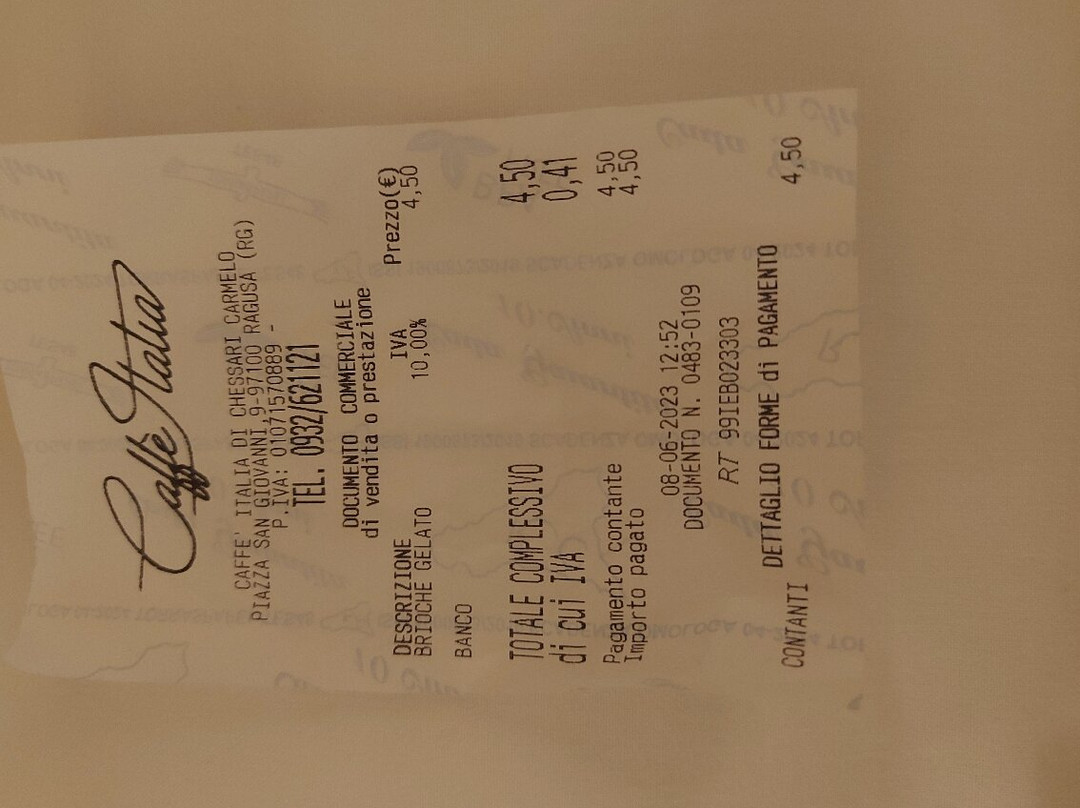 Caffè Italia
CAFFE' ITALIA DI CHESSARI CARMELO
PIAZZA SAN GIOVANNI,9-97100 RAGUSA (RG)
P.IVA: 01071570889 -
TEL. 0932/621121
DOCUMENTO COMMERCIALE
di vendita o prestazione
DESCRIZIONE IVA Prezzo(€)
BRIOCHE GELATO 10,00% 4,50
BANCO
TOTALE COMPLESSIVO 4,50
di cui IVA 0,41
Pagamento contante 4,50
Importo pagato 4,50
08-06-2023 12:52
DOCUMENTO N. 0483-0109
RT 99IEB023303
DETTAGLIO FORME di PAGAMENTO
CONTANTI 4,50